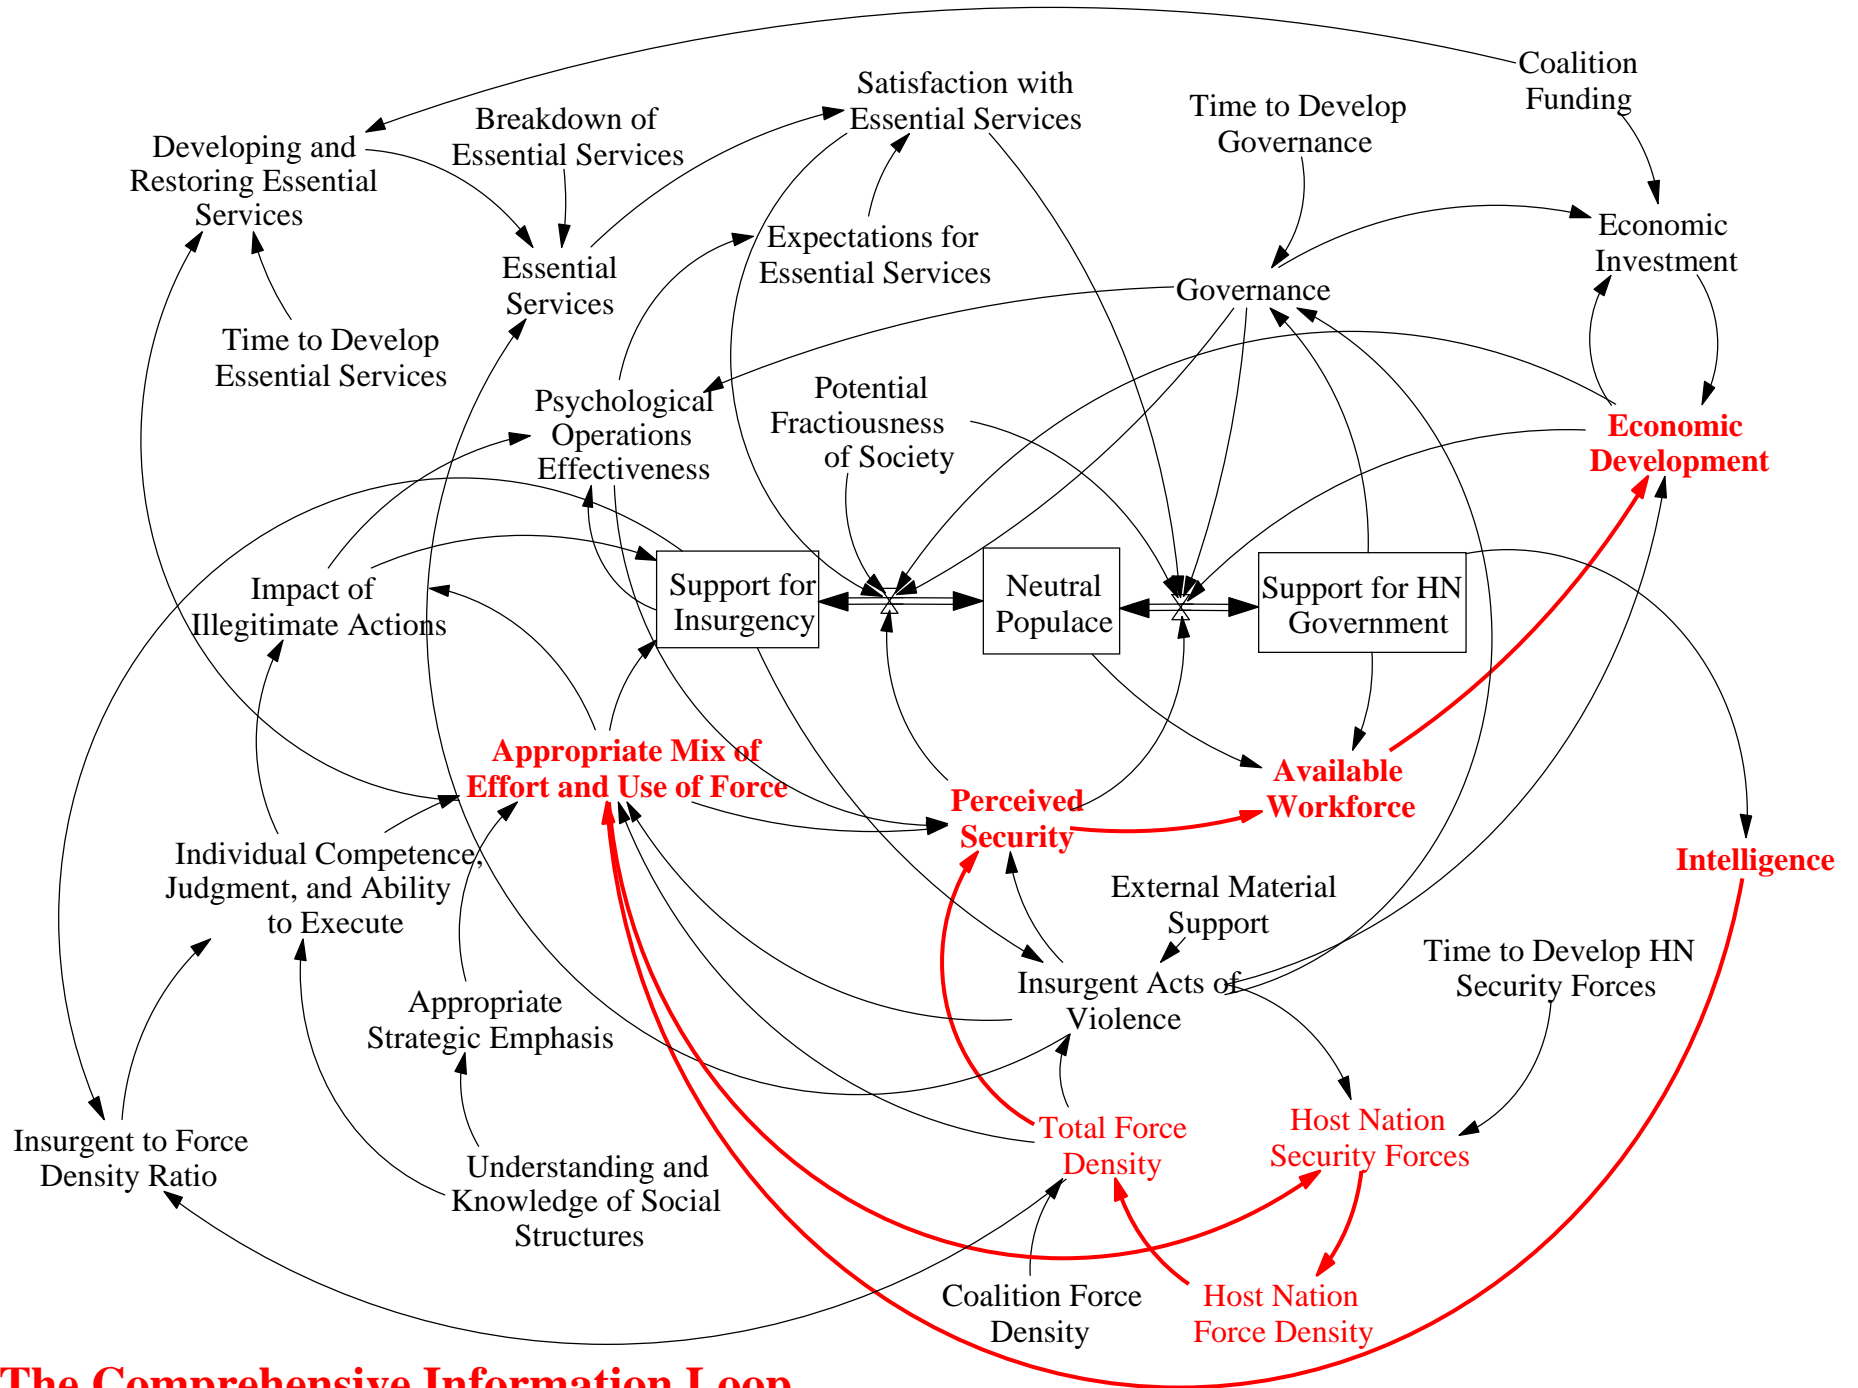 Coalition
Funding
Satisfaction with
Essential Services
Time to Develop
Governance
Breakdown of
Essential Services
Developing and
Restoring Essential
Services
Economic
Investment
Expectations for
Essential Services
Essential
Services
Governance
Time to Develop
Essential Services
Psychological
Operations
Effectiveness
Potential
Fractiousness
of Society
Economic
Development
Impact of
Illegitimate Actions
Support for
Insurgency
Neutral
Populace
Support for HN
Government
Appropriate Mix of
Effort and Use of Force
Perceived
Security
Available
Workforce
Intelligence
Individual Competence,
Judgment, and Ability
to Execute
External Material
Support
Time to Develop HN
Security Forces
Appropriate
Strategic Emphasis
Insurgent Acts of
Violence
Insurgent to Force
Density Ratio
Understanding and
Knowledge of Social
Structures
Total Force
Density
Host Nation
Security Forces
Coalition Force
Density
Host Nation
Force Density
The Comprehensive Information Loop